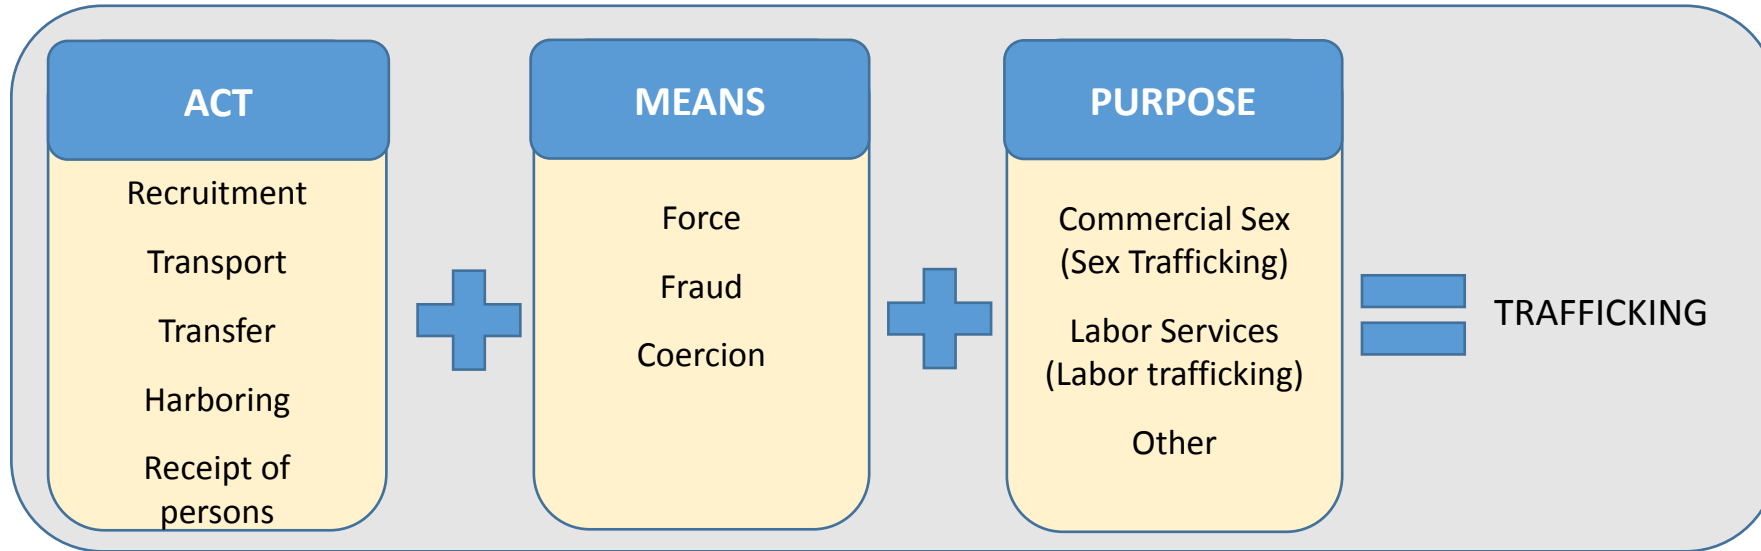 ACT
Recruitment
Transport
Transfer
Harboring
Receipt of
persons
MEANS
Force
Fraud
Coercion
PURPOSE
Commercial Sex
(Sex Trafficking)
Labor Services
(Labor trafficking)
Other
TRAFFICKING